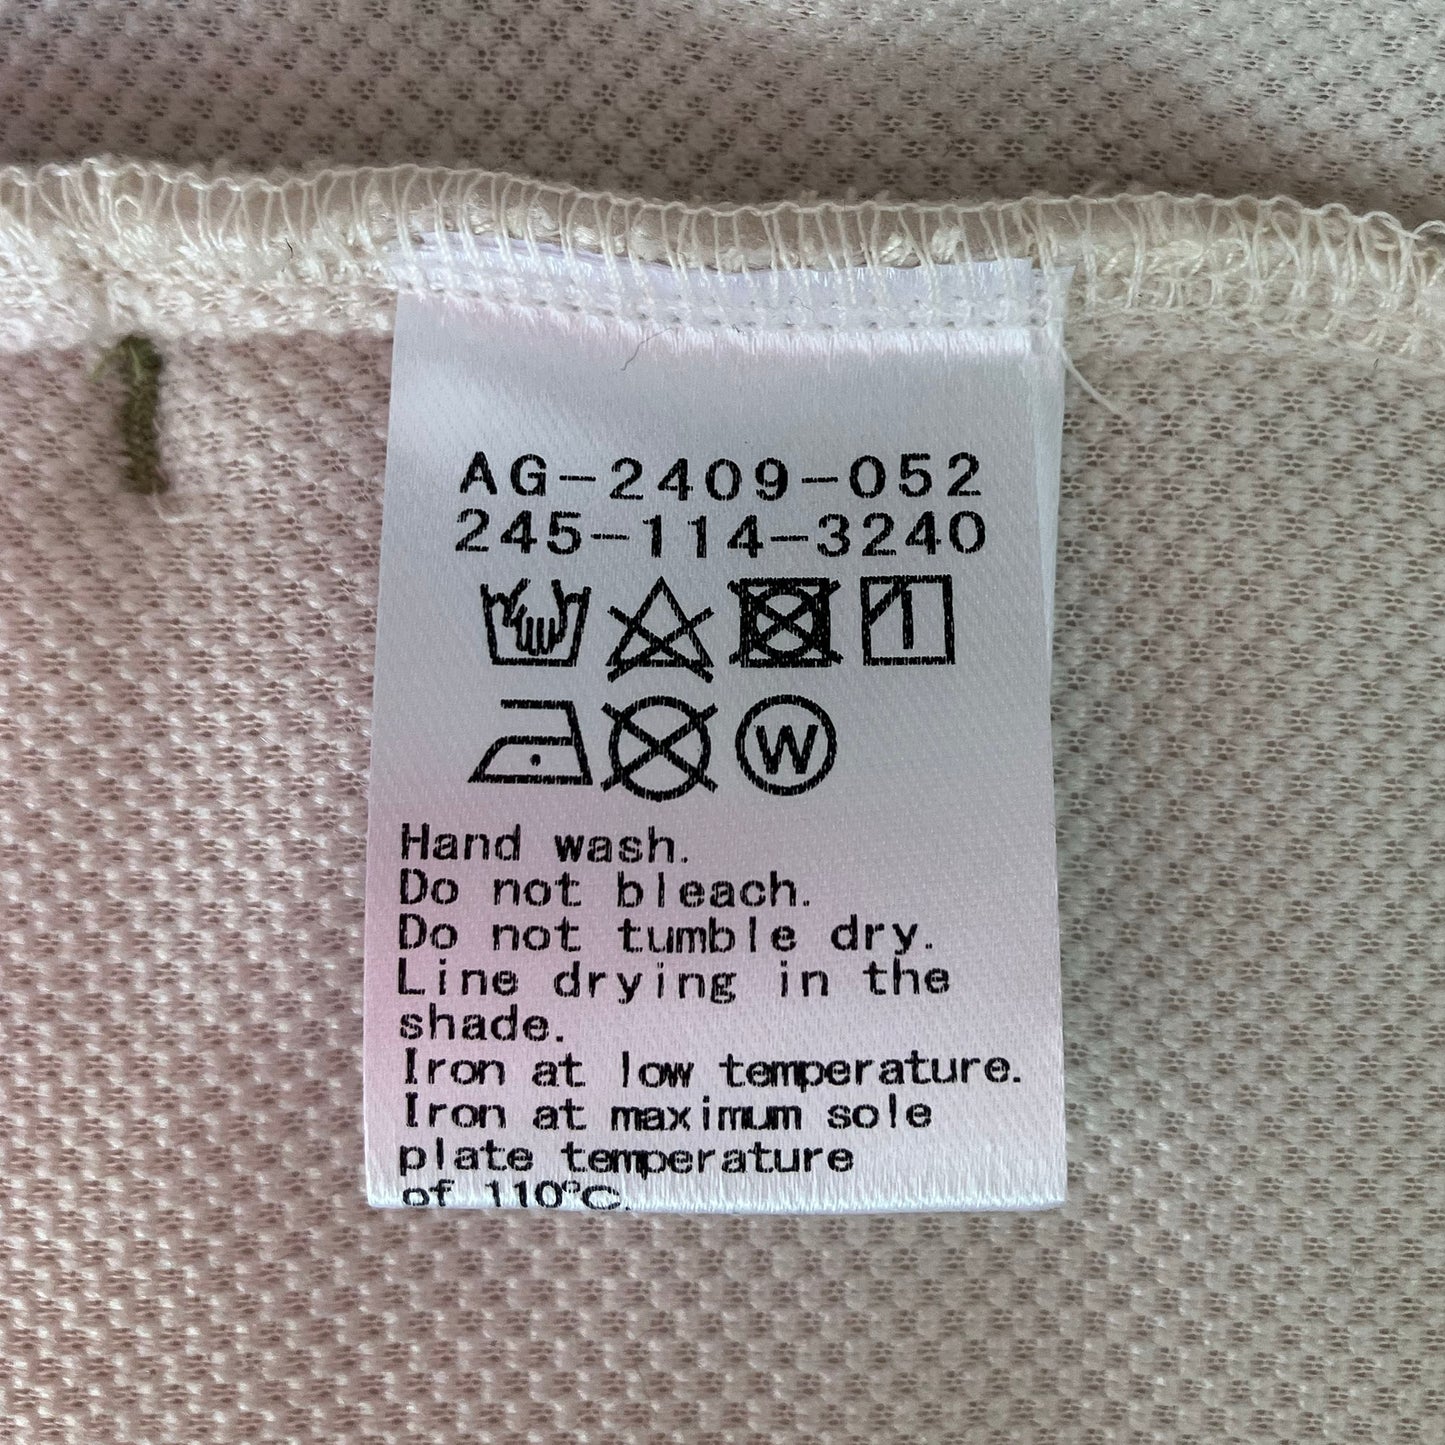 AG-2409-052
245-114-3240
W
Hand wash.
Do not bleach.
Do not tumble dry.
Line drying in the
shade.
Iron at low temperature.
Iron at maximum sole
plate temperature
of 110°C.